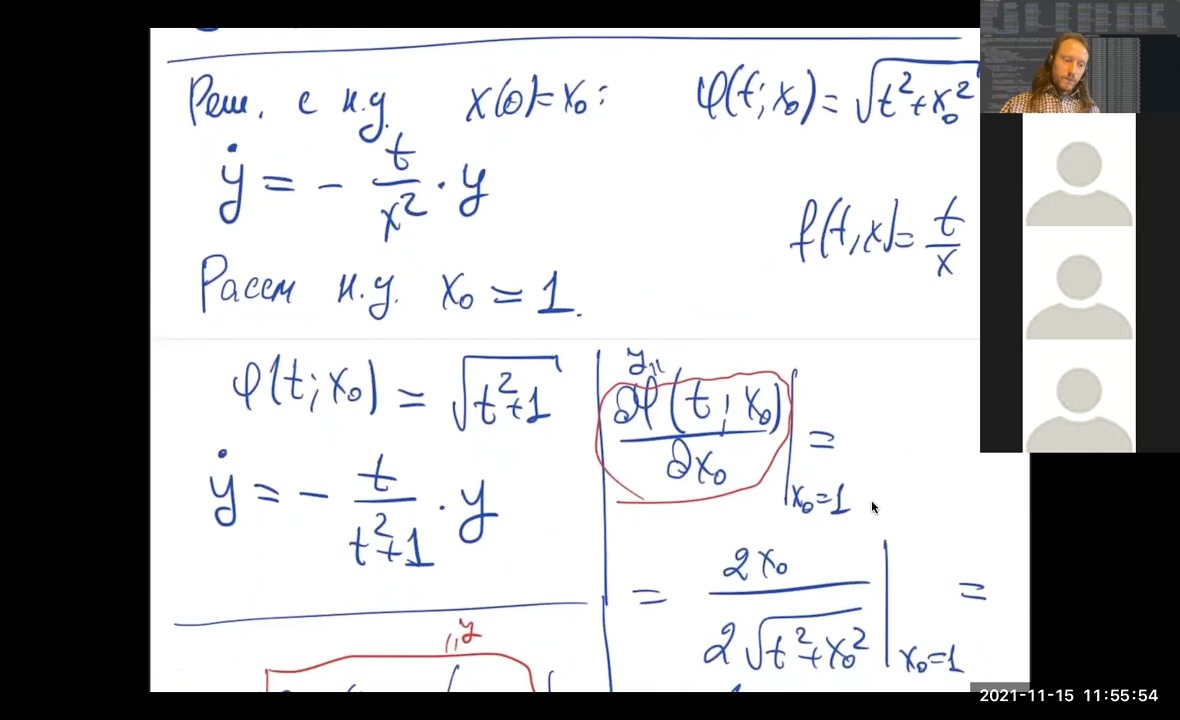 Реш. с н.у. x(0)=x₀: φ(t; x₀) = √(t²+x₀²)
ẏ = - t/x² · y
f(t,x) = t/x
Рассм н.у. x₀ = 1.
φ(t; x₀) = √(t²+1)
"y"
∂φ(t; x₀)/∂x₀ |x₀=1 =
ẏ = - t/(t²+1) · y
= 2x₀/(2√(t²+x₀²)) |x₀=1 =
"y
2021-11-15 11:55:54